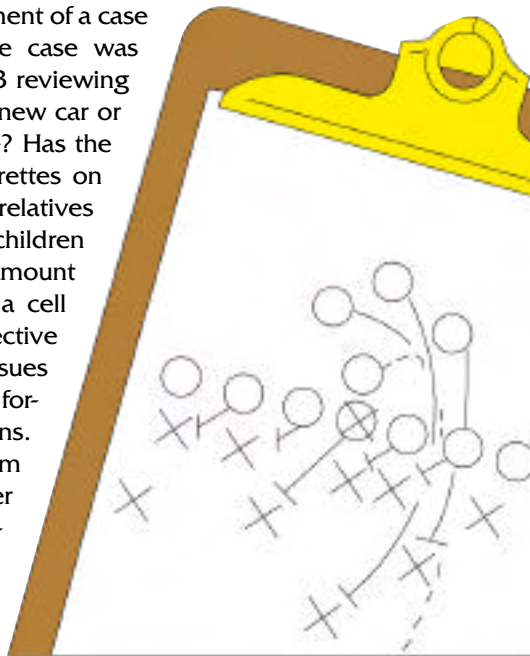 nent of a case
e case was
3 reviewing
new car or
? Has the
rettes on
relatives
children
mount
a cell
ective
sues
for-
ns.
m
er
-